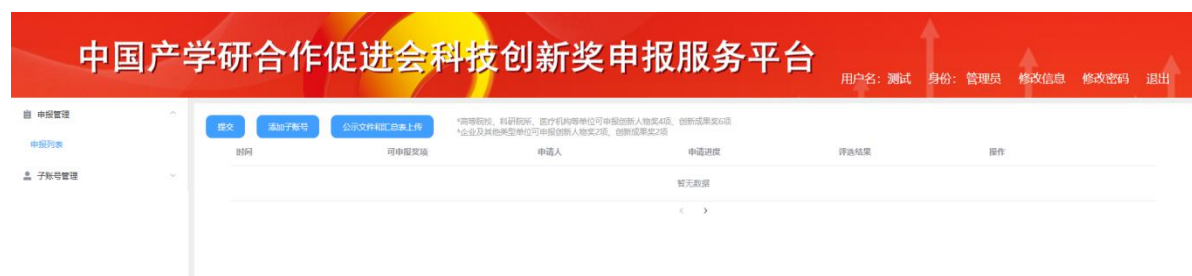 中国产学研合作促进会科技创新奖申报服务平台
用户名：测试 身份：管理员 修改信息 修改密码 退出
申报管理
申报列表
子账号管理
提交 添加子账号 公示文件和汇总表上传
*高等院校、科研院所、医疗机构等单位可申报创新人物奖4项，创新成果奖6项
*企业及其他类型单位可申报创新人物奖2项，创新成果奖2项
时间 可申报奖项 申请人 申请进度 评选结果 操作
暂无数据